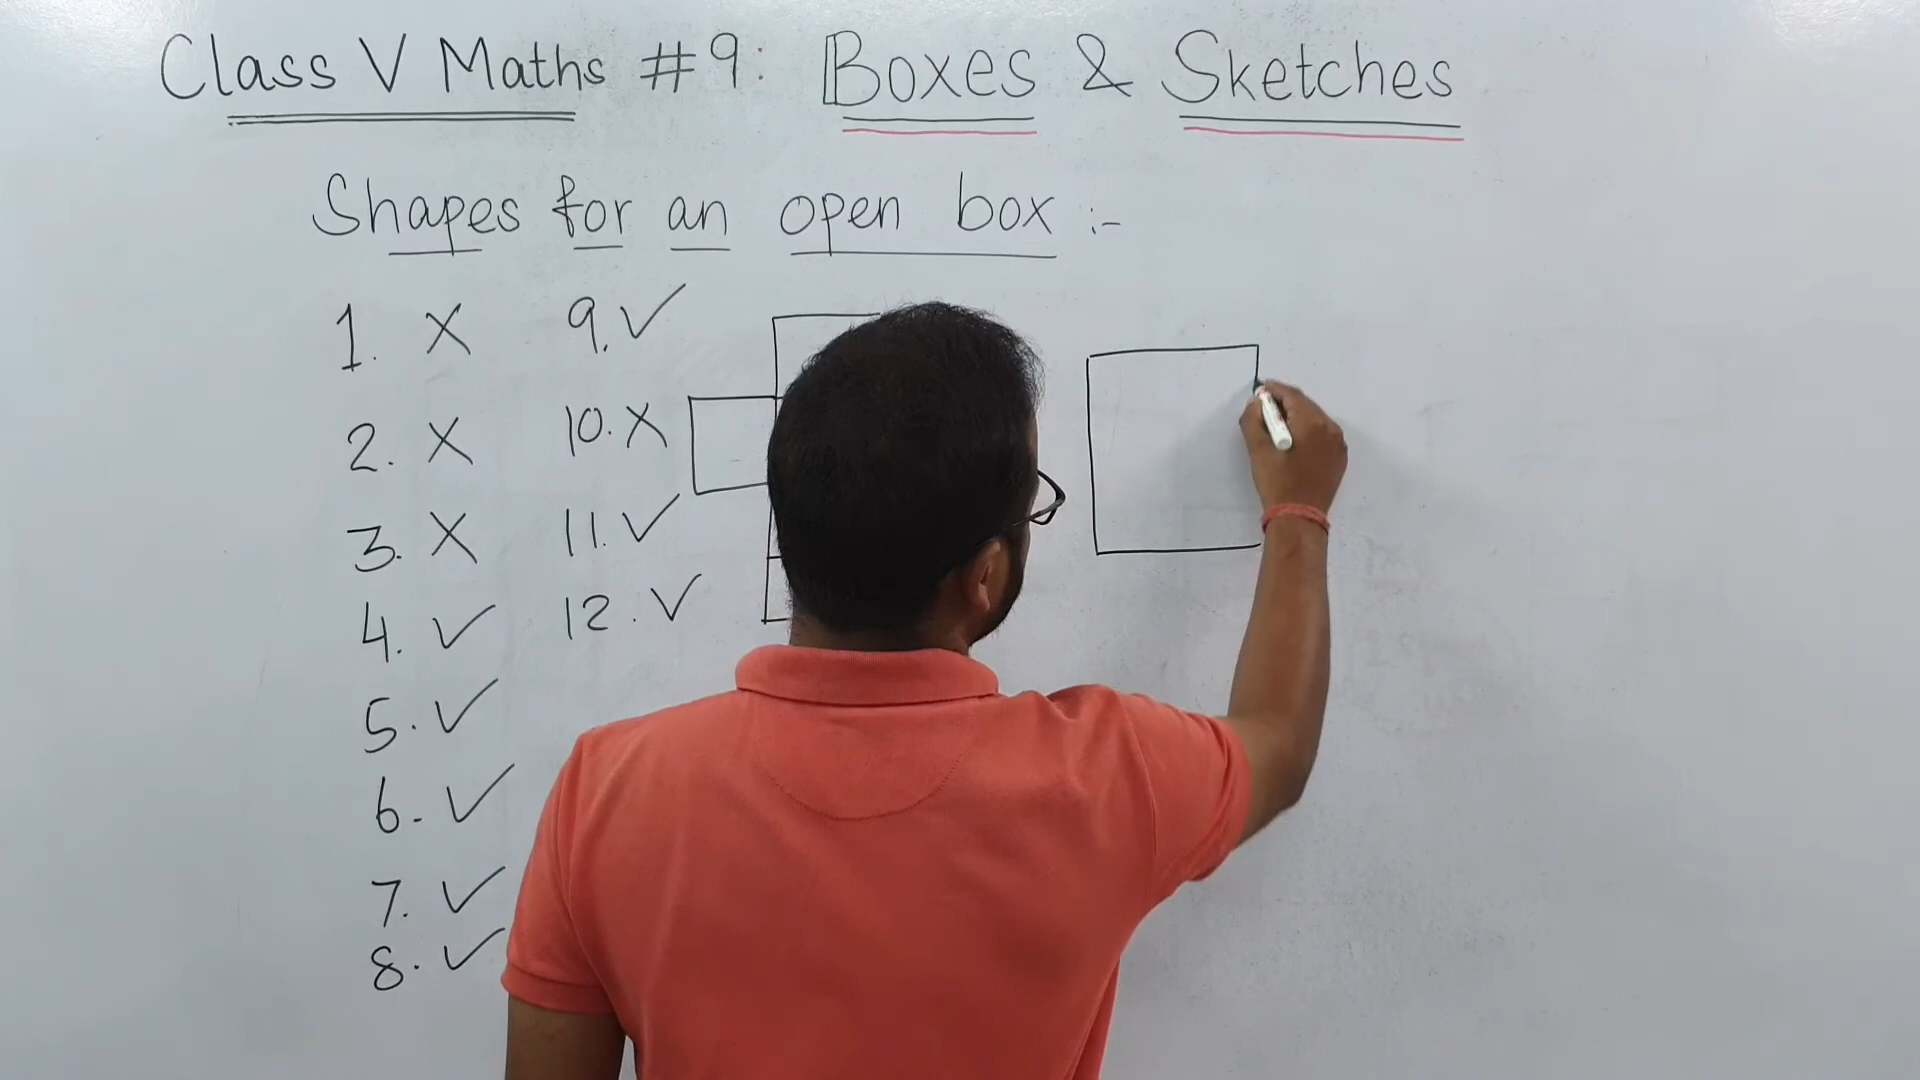 Class V Maths #9: Boxes & Sketches
Shapes for an open box :-
1. X
2. X
3. X
4. ✓
5. ✓
6. ✓
7. ✓
8. ✓
9. ✓
10. X
11. ✓
12. ✓